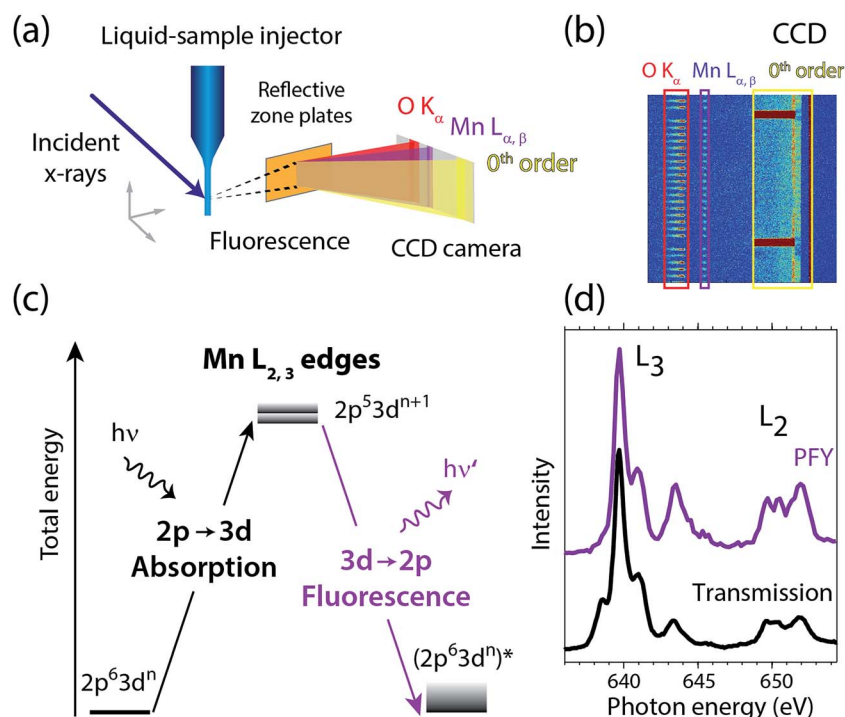 (a)
Liquid-sample injector
Reflective
zone plates
O Kα
Mn Lα,β
0th order
Incident
x-rays
Fluorescence
CCD camera
(b)
CCD
O Kα
Mn Lα,β
0th order
(c)
Mn L2, 3 edges
2p⁵3dⁿ⁺¹
hν
hν‘
Total energy
2p→3d
Absorption
3d→2p
Fluorescence
2p⁶3dⁿ
(2p⁶3dⁿ)*
(d)
L3
L2
PFY
Intensity
Transmission
640
645
650
Photon energy (eV)